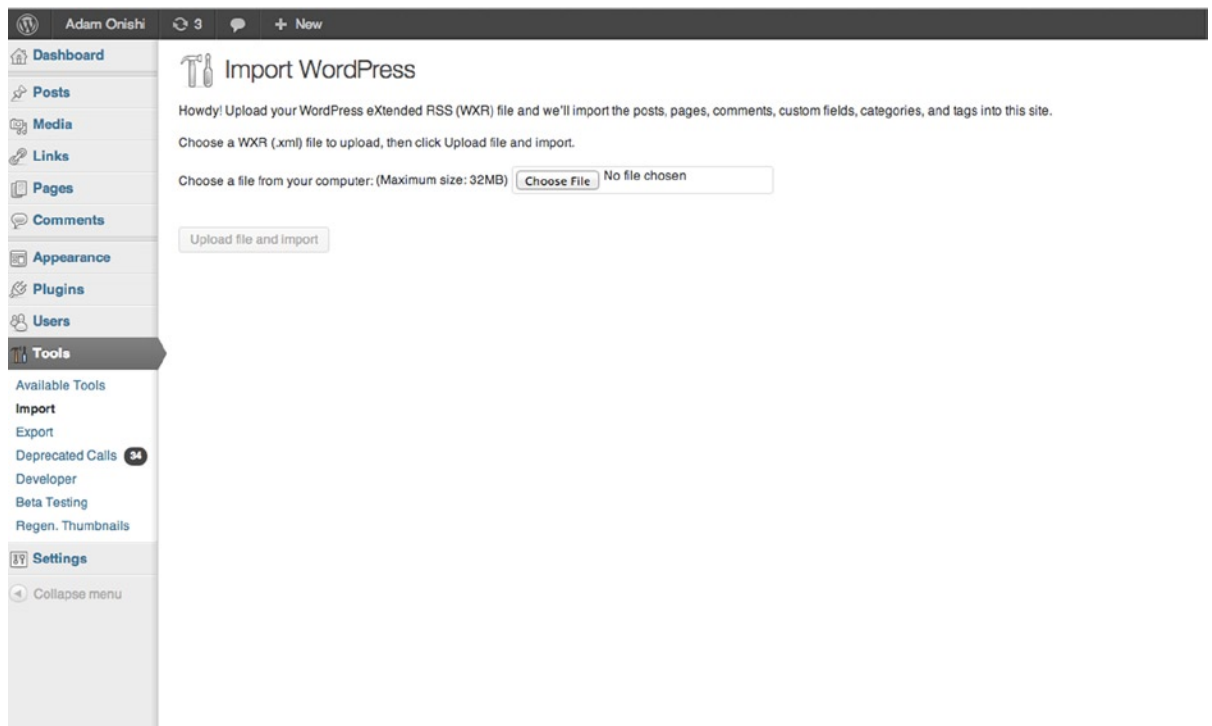 Adam Onishi 3 + New
Dashboard
Posts
Media
Links
Pages
Comments
Appearance
Plugins
Users
Tools
Available Tools
Import
Export
Deprecated Calls 34
Developer
Beta Testing
Regen. Thumbnails
Settings
Collapse menu
Import WordPress
Howdy! Upload your WordPress eXtended RSS (WXR) file and we'll import the posts, pages, comments, custom fields, categories, and tags into this site.
Choose a WXR (.xml) file to upload, then click Upload file and import.
Choose a file from your computer: (Maximum size: 32MB) Choose File No file chosen
Upload file and import